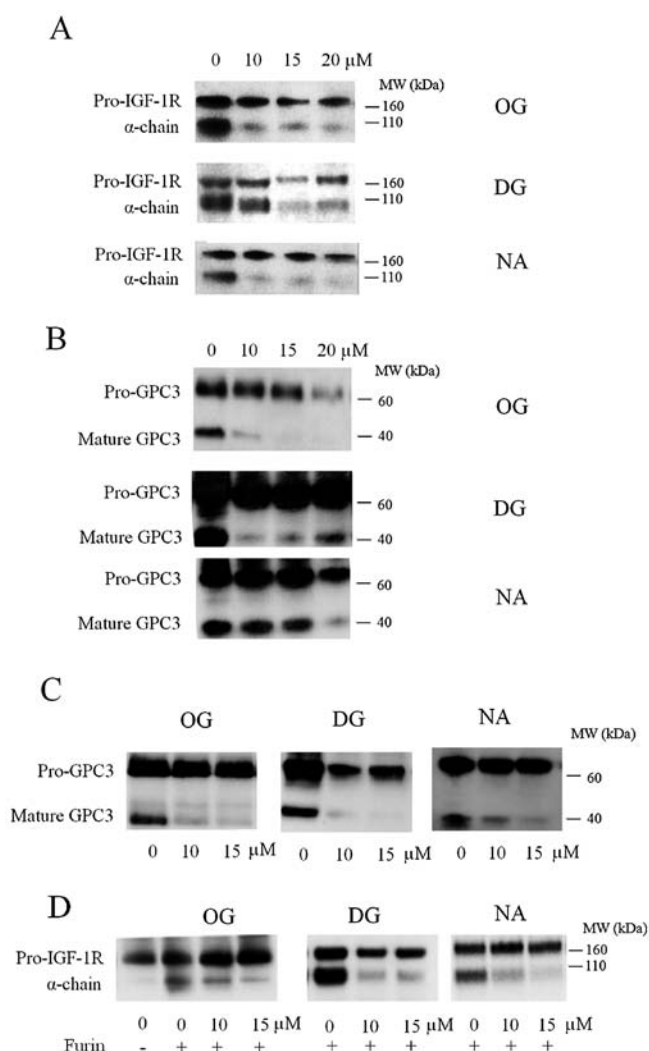 A
0 10 15 20 µM
MW (kDa)
Pro-IGF-1R
160
OG
α-chain
110
Pro-IGF-1R
160
DG
α-chain
110
Pro-IGF-1R
160
NA
α-chain
110
B
0 10 15 20 µM
MW (kDa)
Pro-GPC3
60
OG
Mature GPC3
40
Pro-GPC3
60
DG
Mature GPC3
40
Pro-GPC3
60
NA
Mature GPC3
40
C
OG DG NA
MW (kDa)
Pro-GPC3
60
Mature GPC3
40
0 10 15 µM 0 10 15 µM 0 10 15 µM
D
OG DG NA
MW (kDa)
Pro-IGF-1R
160
110
α-chain
0 0 10 15 µM 0 10 15 µM 0 10 15 µM
Furin - + + + + + + + + +